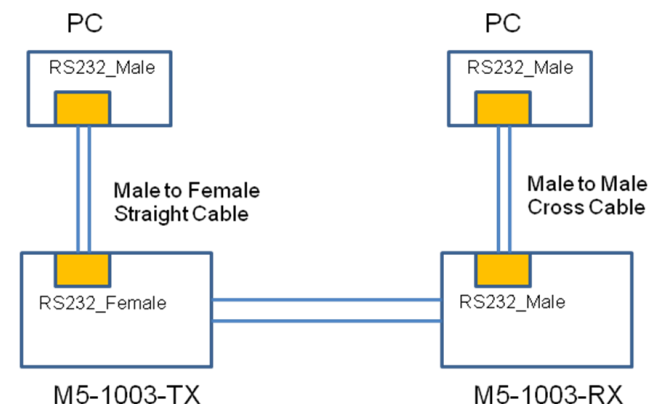 PC
PC
RS232_Male
RS232_Male
Male to Female
Straight Cable
Male to Male
Cross Cable
RS232_Female
RS232_Male
M5-1003-TX
M5-1003-RX